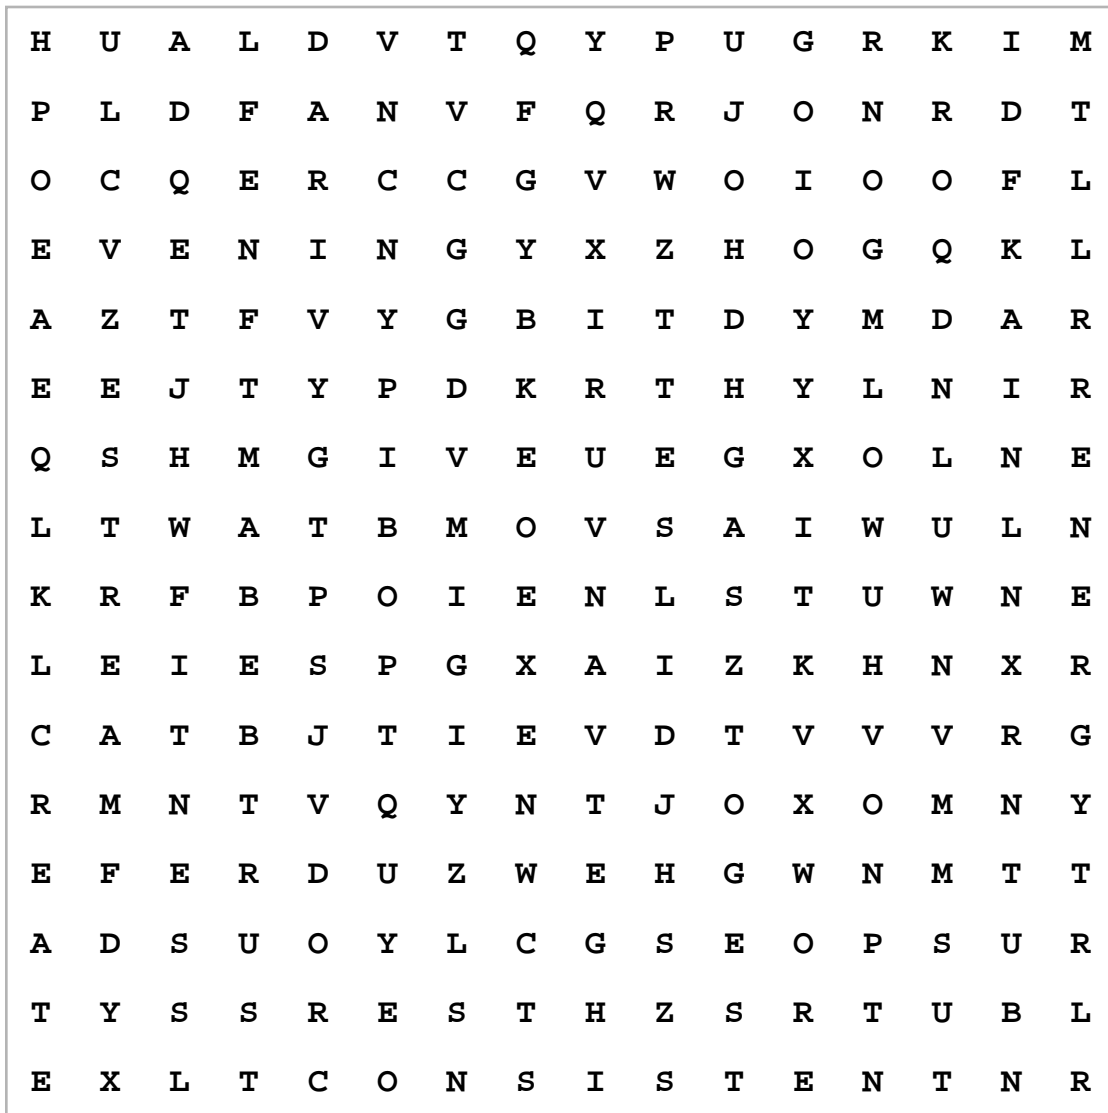 H U A L D V T Q Y P U G R K I M
P L D F A N V F Q R J O N R D T
O C Q E R C C G V W O I O O F L
E V E N I N G Y X Z H O G Q K L
A Z T F V Y G B I T D Y M D A R
E E J T Y P D K R T H Y L N I R
Q S H M G I V E U E G X O L N E
L T W A T B M O V S A I W U L N
K R F B P O I E N L S T U W N E
L E I E S P G X A I Z K H N X R
C A T B J T I E V D T V V V R G
R M N T V Q Y N T J O X O M N Y
E F E R D U Z W E H G W N M T T
A D S U O Y L C G S E O P S U R
T Y S S R E S T H Z S R T U B L
E X L T C O N S I S T E N T N R